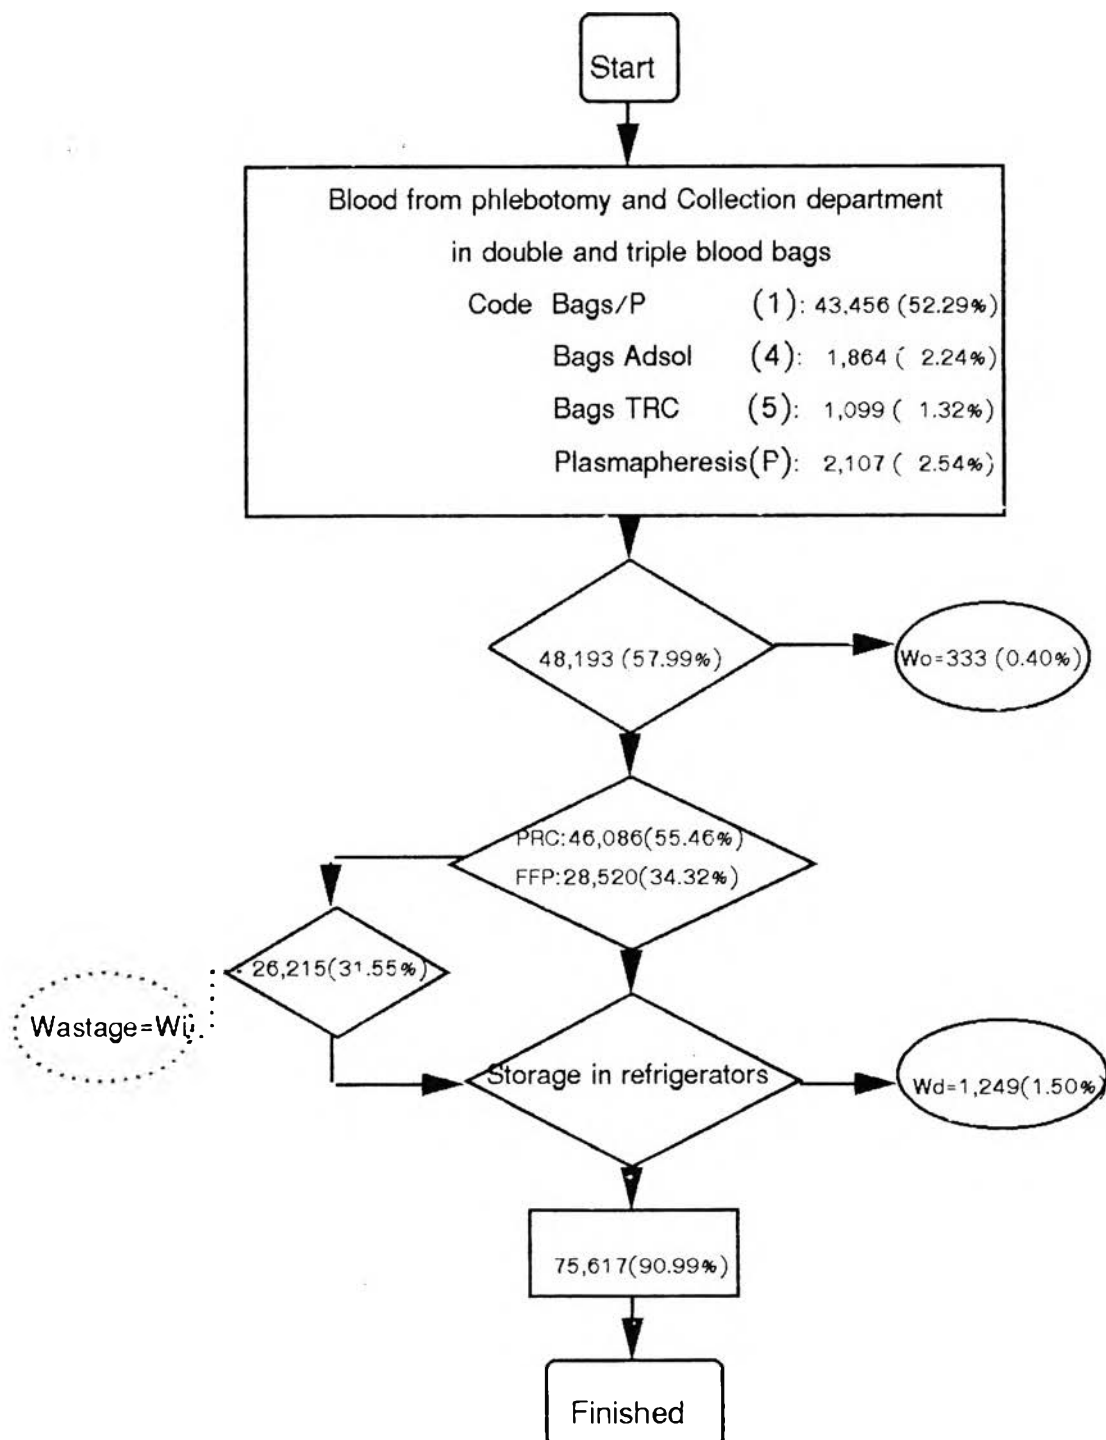 Start
Blood from phlebotomy and Collection department
in double and triple blood bags
Code Bags/P (1): 43,456 (52.29%)
Bags Adsol (4): 1,864 ( 2.24%)
Bags TRC (5): 1,099 ( 1.32%)
Plasmapheresis(P): 2,107 ( 2.54%)
48,193 (57.99%)
Wo=333 (0.40%)
PRC:46,086(55.46%)
FFP:28,520(34.32%)
26,215(31.55%)
Wastage=Wi
Storage in refrigerators
Wd=1,249(1.50%)
75,617(90.99%)
Finished